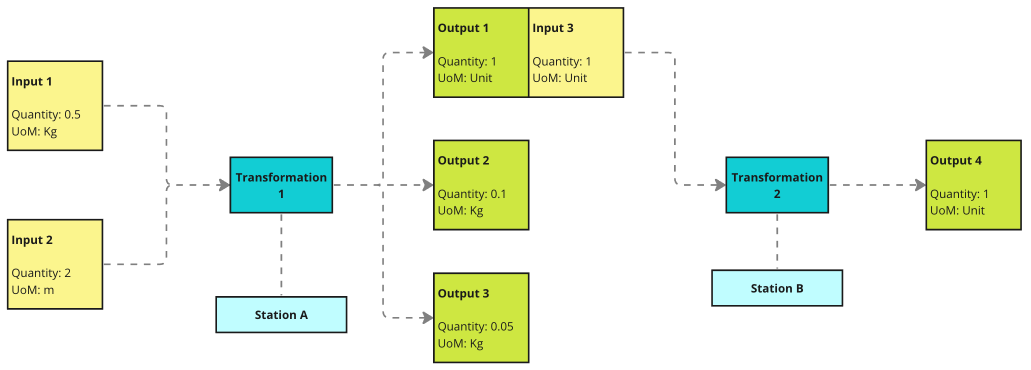 Input 1
Quantity: 0.5
UoM: Kg
Input 2
Quantity: 2
UoM: m
Transformation
1
Station A
Output 1
Quantity: 1
UoM: Unit
Input 3
Quantity: 1
UoM: Unit
Output 2
Quantity: 0.1
UoM: Kg
Output 3
Quantity: 0.05
UoM: Kg
Transformation
2
Station B
Output 4
Quantity: 1
UoM: Unit